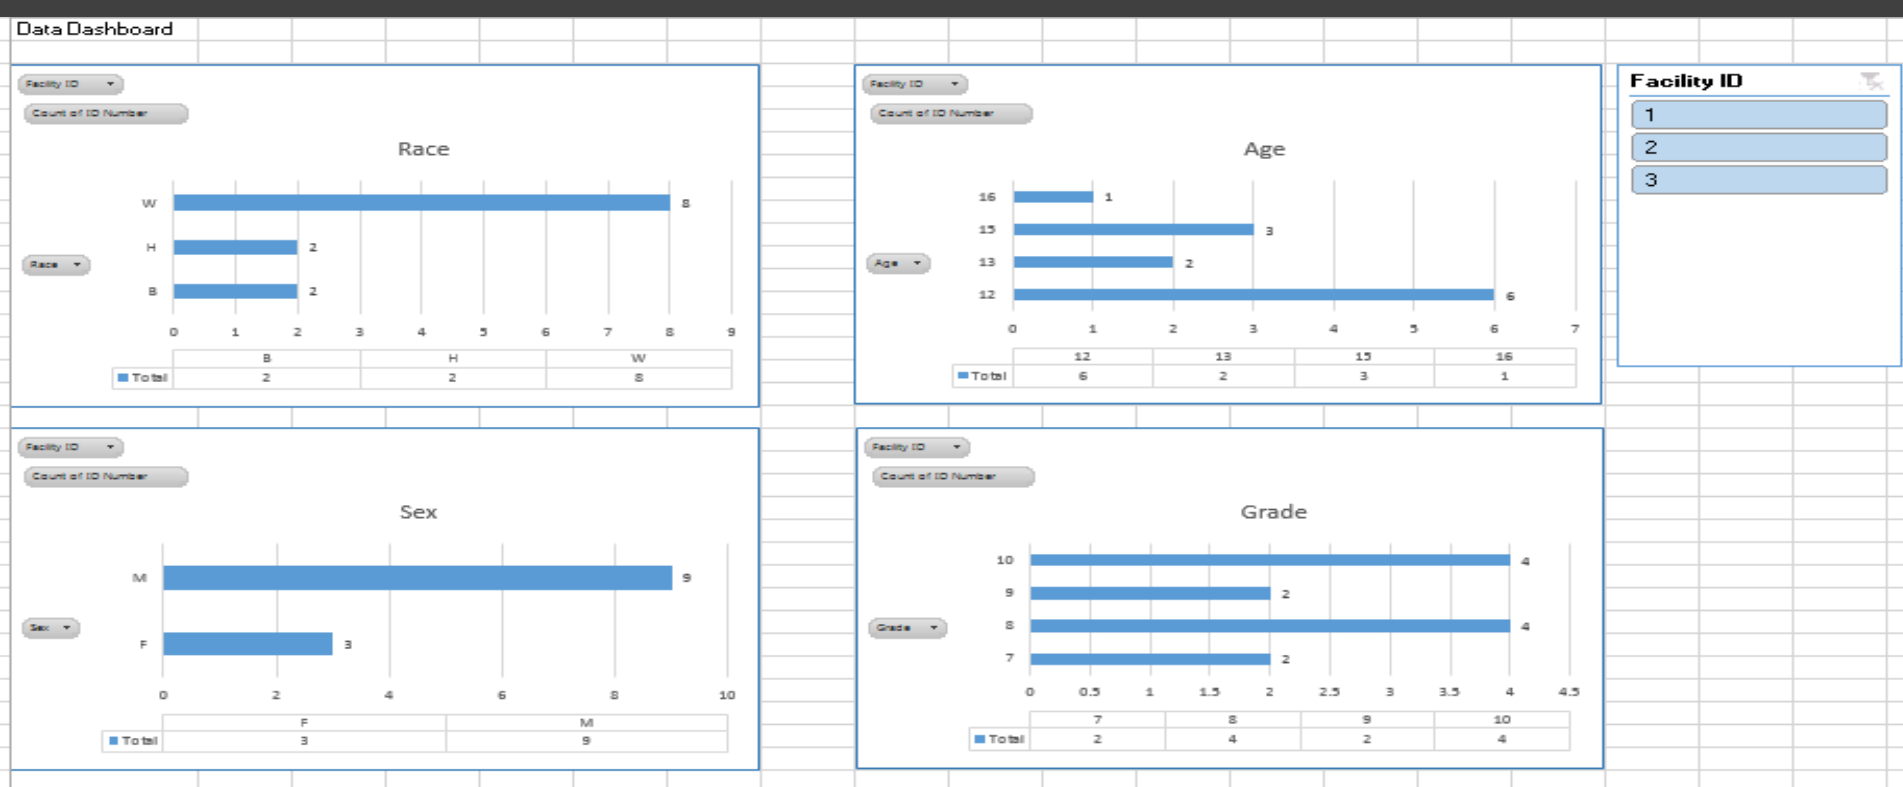 Data Dashboard
Facility ID
Count of ID Number
Race
W 8
H 2
B 2
Race
0 1 2 3 4 5 6 7 8 9
B H W
Total 2 2 8
Facility ID
Count of ID Number
Age
16 1
15 3
13 2
12 6
Age
0 1 2 3 4 5 6 7
12 13 15 16
Total 6 2 3 1
Facility ID
1
2
3
Facility ID
Count of ID Number
Sex
M 9
F 3
Sex
0 2 4 6 8 10
F M
Total 3 9
Facility ID
Count of ID Number
Grade
10 4
9 2
8 4
7 2
Grade
0 0.5 1 1.5 2 2.5 3 3.5 4 4.5
7 8 9 10
Total 2 4 2 4